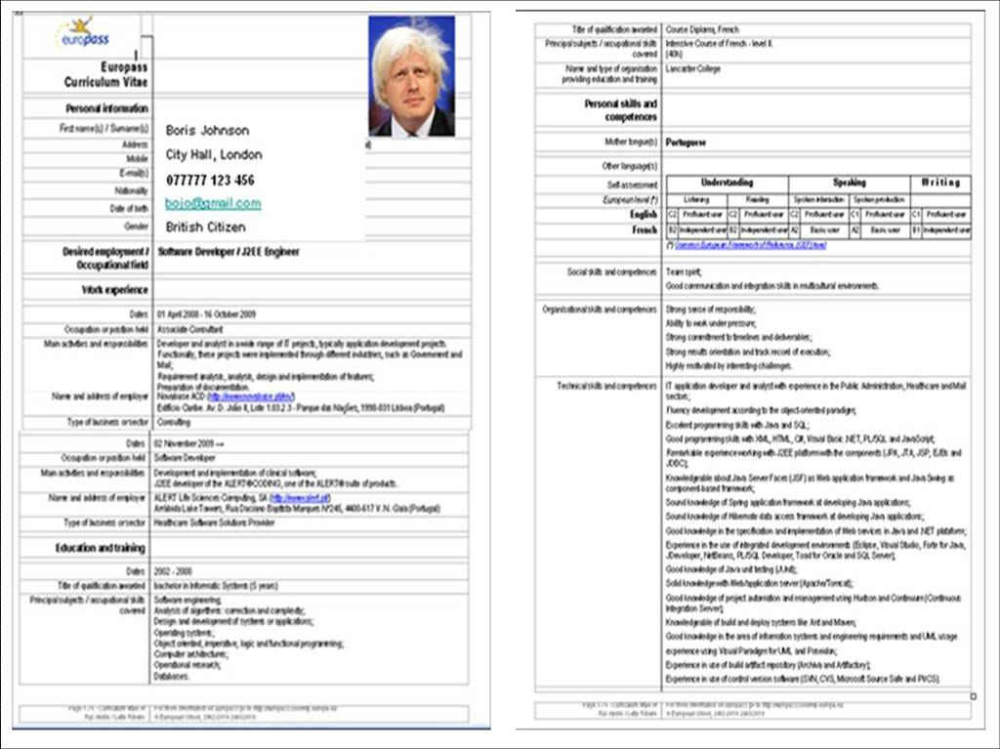 europass
Europass
Curriculum Vitae
Personal information
First name(s) / Surname(s)
Boris Johnson
Address
City Hall, London
Mobile
077777 123 456
E-mail(s)
bojo@gmail.com
Nationality
Date of birth
Gender
British Citizen
Desired employment / Occupational field
Software Developer / J2EE Engineer
Work experience
Dates 01 April 2008 - 16 October 2009
Occupation or position held Associate Consultant
Main activities and responsibilities Developer and analyst in a wide range of IT projects, typically application development projects.
Functionally, these projects were implemented through different industries, such as Government and
Mail;
Requirement analysis, analysis, design and implementation of features;
Preparation of documentation.
Name and address of employer Novabase ACD (
Edifício Caribe. Av. D. João II, Lote 1.03.2.3 - Parque das Nações, 1998-031 Lisboa (Portugal)
Type of business or sector Consulting
Dates 02 November 2009 →
Occupation or position held Software Developer
Main activities and responsibilities Development and implementation of clinical software;
J2EE developer of the ALERT® CODING, one of the ALERT® suite of products.
Name and address of employer ALERT Life Sciences Computing, SA (http://www.alert.pt/)
Arrábida Lake Towers, Rua Daciano Baptista Marques Nº245, 4400-617 V.N. Gaia (Portugal)
Type of business or sector Healthcare Software Solutions Provider
Education and training
Dates 2002 - 2008
Title of qualification awarded bachelor in Informatic Systems (5 years)
Principal subjects / occupational skills covered
Software engineering;
Analysis of algorithms: correction and complexity;
Design and development of systems or applications;
Operating systems;
Object oriented, imperative, logic and functional programming;
Computer architectures;
Operational research;
Databases.
Title of qualification awarded Course Diploma, French
Principal subjects / occupational skills covered
Intensive Course of French - level II.
(40h)
Name and type of organisation providing education and training
Lancaster College
Personal skills and
competences
Mother tongue(s) Portuguese
Other language(s)
Self-assessment Understanding Speaking Writing
European level (*) Listening Reading Spoken interaction Spoken production
English C2 Proficient user C2 Proficient user C2 Proficient user C1 Proficient user C1 Proficient user
French B2 Independent user B2 Independent user A2 Basic user A2 Basic user B1 Independent user
(*) Common European Framework of Reference (CEF) level
Social skills and competences Team spirit;
Good communication and integration skills in multicultural environments.
Organisational skills and competences Strong sense of responsibility;
Ability to work under pressure;
Strong commitment to timelines and deliverables;
Strong results orientation and track record of execution;
Highly motivated by interesting challenges.
Technical skills and competences IT application developer and analyst with experience in the Public Administration, Healthcare and Mail
sectors;
Fluency development according to the object-oriented paradigm;
Excelent programming skills with Java and SQL;
Good programming skills with XML, HTML, C#, Visual Basic .NET, PL/SQL and JavaScript;
Remarkable experience working with J2EE platform with the components (JPA, JTA, JSP, EJBs and
JDBC);
Knowledgeable about Java Server Faces (JSF) as Web application framework and Java Swing as
component-based framework;
Sound knowledge of Spring application framework at developing Java applications;
Sound knowledge of Hibernate data access framework at developing Java applications;
Good knowledge in the specification and implementation of Web services in Java and .NET platforms;
Experience in the use of integrated development environments (Eclipse, Visual Studio, Forte for Java,
JDeveloper, NetBeans, PL/SQL Developer, Toad for Oracle and SQL Server);
Good knowledge of Java unit testing (JUnit);
Solid knowledge with Web/application server (Apache/Tomcat);
Good knowledge of project automation and management using Hudson and Continuum (Continuous
Integration Server);
Knowledgeable of build and deploy systems like Ant and Maven;
Good knowledge in the area of information systems and engineering requirements and UML usage
experience using Visual Paradigm for UML and Poseidon;
Experience in use of build artifact repository (Archiva and Artifactory);
Experience in use of control version software (SVN, CVS, Microsoft Source Safe and PVCS).